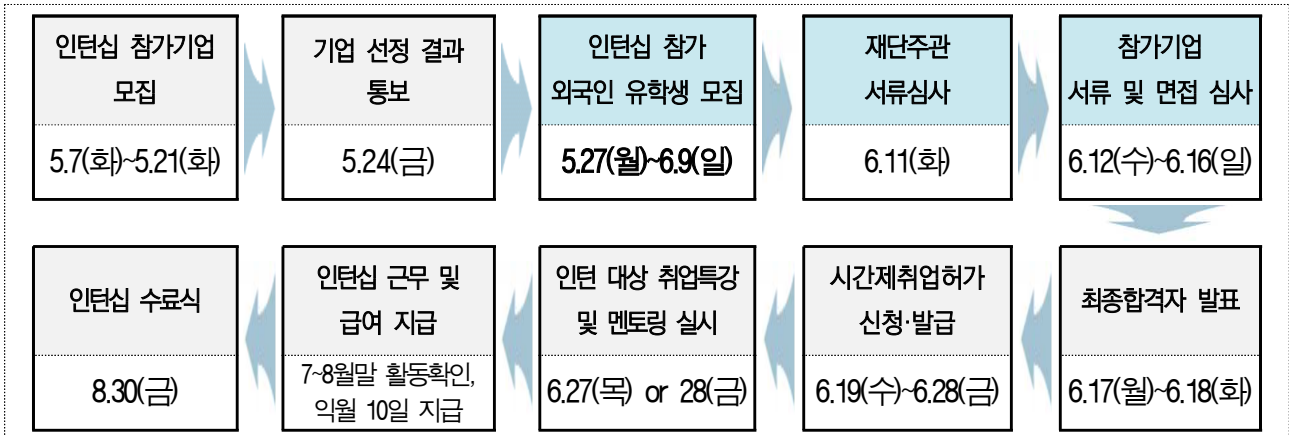 인턴십 참가기업
모집
5.7(화)~5.21(화)
기업 선정 결과
통보
5.24(금)
인턴십 참가
외국인 유학생 모집
5.27(월)~6.9(일)
재단주관
서류심사
6.11(화)
참가기업
서류 및 면접 심사
6.12(수)~6.16(일)
최종합격자 발표
6.17(월)~6.18(화)
시간제취업허가
신청·발급
6.19(수)~6.28(금)
인턴 대상 취업특강
및 멘토링 실시
6.27(목) or 28(금)
인턴십 근무 및
급여 지급
7~8월말 활동확인,
익월 10일 지급
인턴십 수료식
8.30(금)